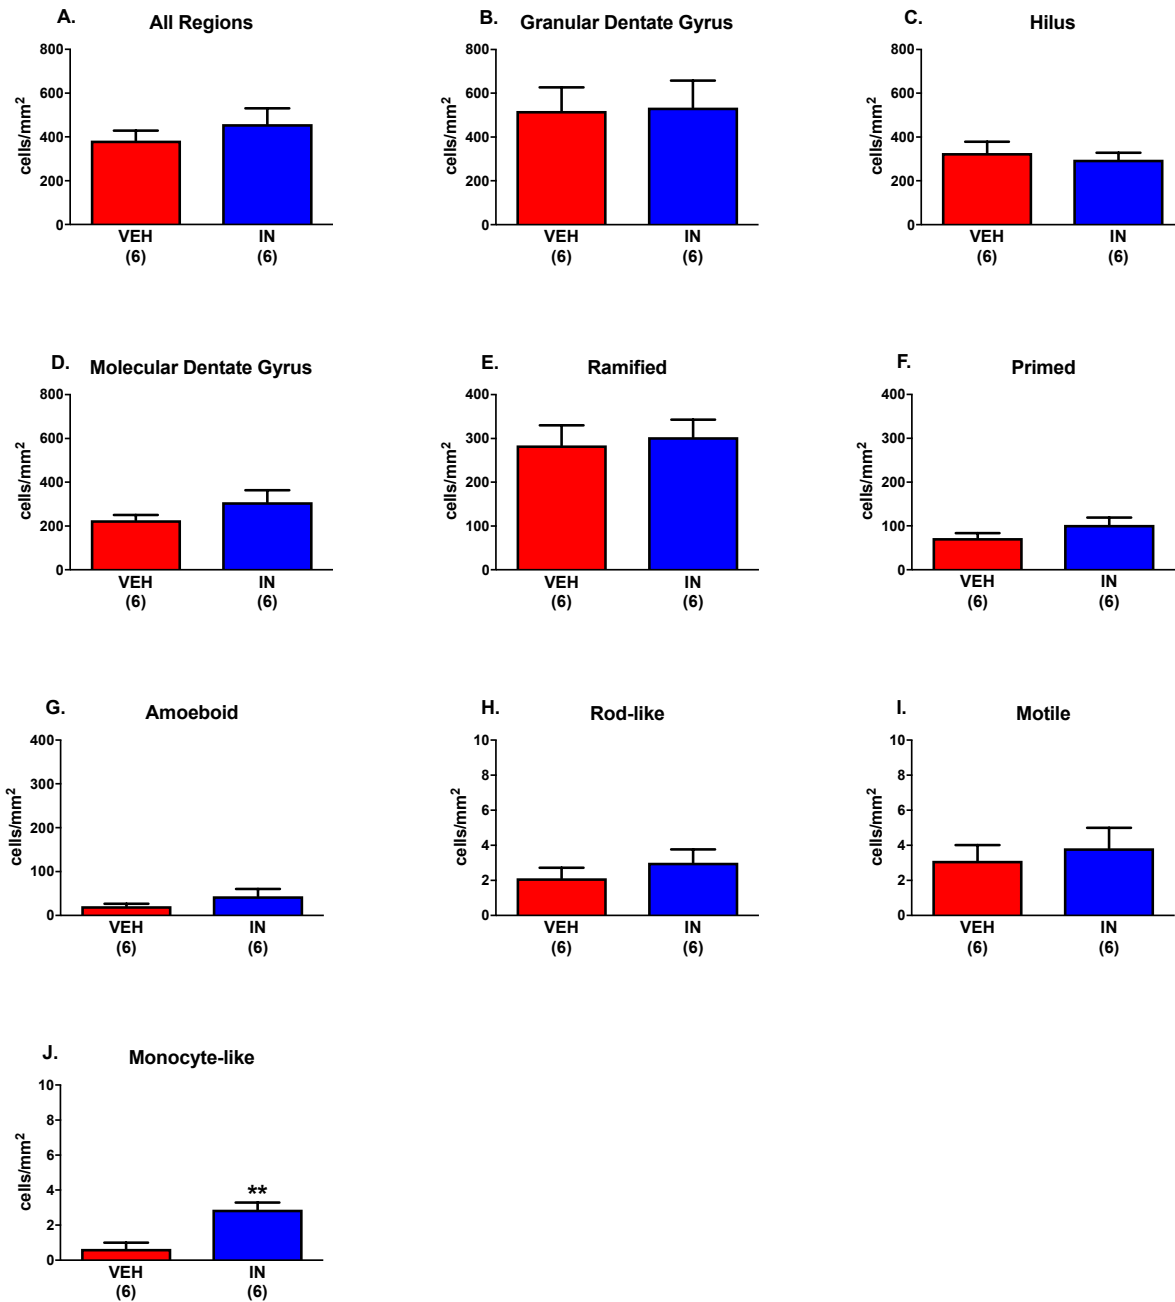 A. All Regions
800
600
400
200
0
cells/mm²
VEH IN
(6) (6)
B. Granular Dentate Gyrus
800
600
400
200
0
cells/mm²
VEH IN
(6) (6)
C. Hilus
800
600
400
200
0
cells/mm²
VEH IN
(6) (6)
D. Molecular Dentate Gyrus
800
600
400
200
0
cells/mm²
VEH IN
(6) (6)
E. Ramified
400
300
200
100
0
cells/mm²
VEH IN
(6) (6)
F. Primed
400
300
200
100
0
cells/mm²
VEH IN
(6) (6)
G. Amoeboid
400
300
200
100
0
cells/mm²
VEH IN
(6) (6)
H. Rod-like
10
8
6
4
2
0
cells/mm²
VEH IN
(6) (6)
I. Motile
10
8
6
4
2
0
cells/mm²
VEH IN
(6) (6)
J. Monocyte-like
10
8
6
4
2
0
cells/mm²
**
VEH IN
(6) (6)